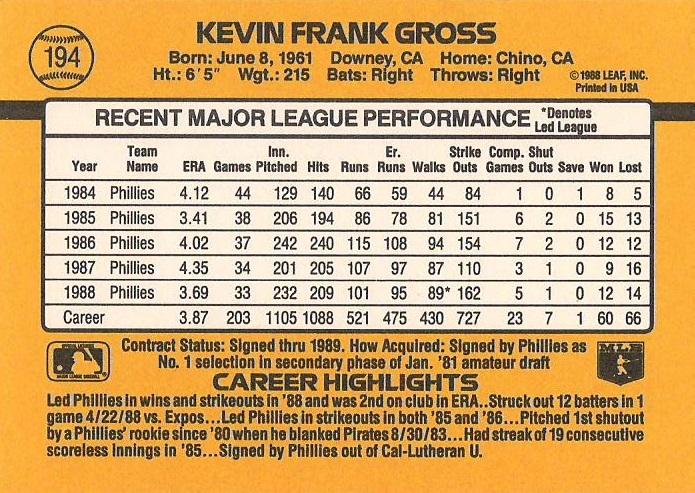 194
KEVIN FRANK GROSS
Born: June 8, 1961 Downey, CA Home: Chino, CA
Ht.: 6'5" Wgt.: 215 Bats: Right Throws: Right
©1988 LEAF, INC.
Printed in USA
RECENT MAJOR LEAGUE PERFORMANCE *Denotes Led League
Year Team Name ERA Games Inn. Pitched Hits Runs Er. Runs Walks Strike Outs Comp. Games Shut Outs Save Won Lost
1984 Phillies 4.12 44 129 140 66 59 44 84 1 0 1 8 5
1985 Phillies 3.41 38 206 194 86 78 81 151 6 2 0 15 13
1986 Phillies 4.02 37 242 240 115 108 94 154 7 2 0 12 12
1987 Phillies 4.35 34 201 205 107 97 87 110 3 1 0 9 16
1988 Phillies 3.69 33 232 209 101 95 89* 162 5 1 0 12 14
Career 3.87 203 1105 1088 521 475 430 727 23 7 1 60 66
Contract Status: Signed thru 1989. How Acquired: Signed by Phillies as
No. 1 selection in secondary phase of Jan. '81 amateur draft
MAJOR LEAGUE BASEBALL
CAREER HIGHLIGHTS
Led Phillies in wins and strikeouts in '88 and was 2nd on club in ERA..Struck out 12 batters in 1
game 4/22/88 vs. Expos...Led Phillies in strikeouts in both '85 and '86...Pitched 1st shutout
by a Phillies' rookie since '80 when he blanked Pirates 8/30/83...Had streak of 19 consecutive
scoreless innings in '85...Signed by Phillies out of Cal-Lutheran U.